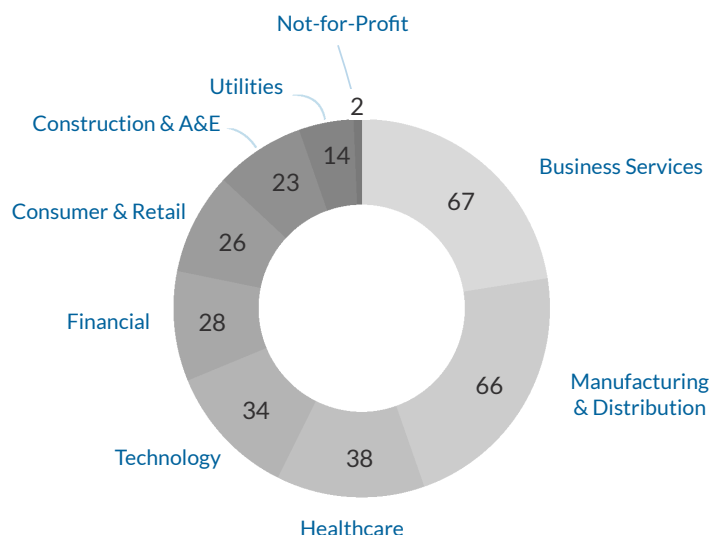 Not-for-Profit
Utilities
2
Construction & A&E
14
Business Services
23
67
Consumer & Retail
26
Financial
28
Manufacturing
& Distribution
66
34
Technology
38
Healthcare